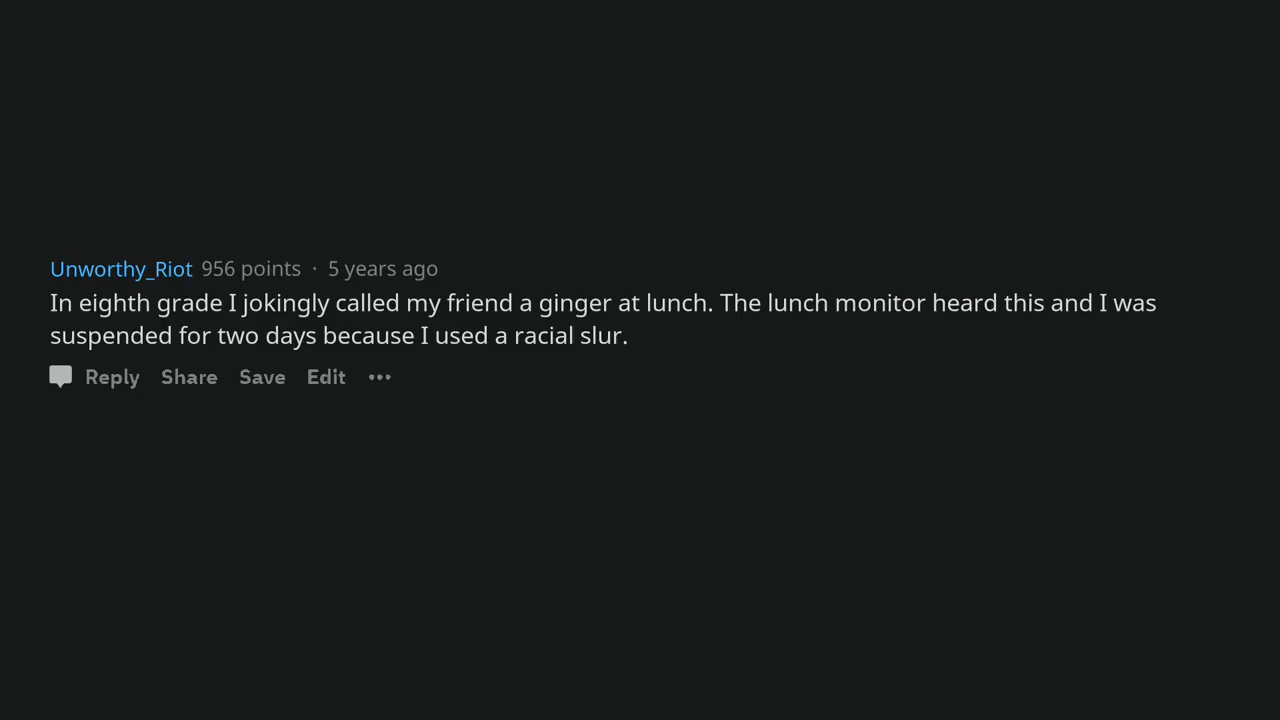 Unworthy_Riot 956 points · 5 years ago
In eighth grade I jokingly called my friend a ginger at lunch. The lunch monitor heard this and I was
suspended for two days because I used a racial slur.
Reply Share Save Edit •••